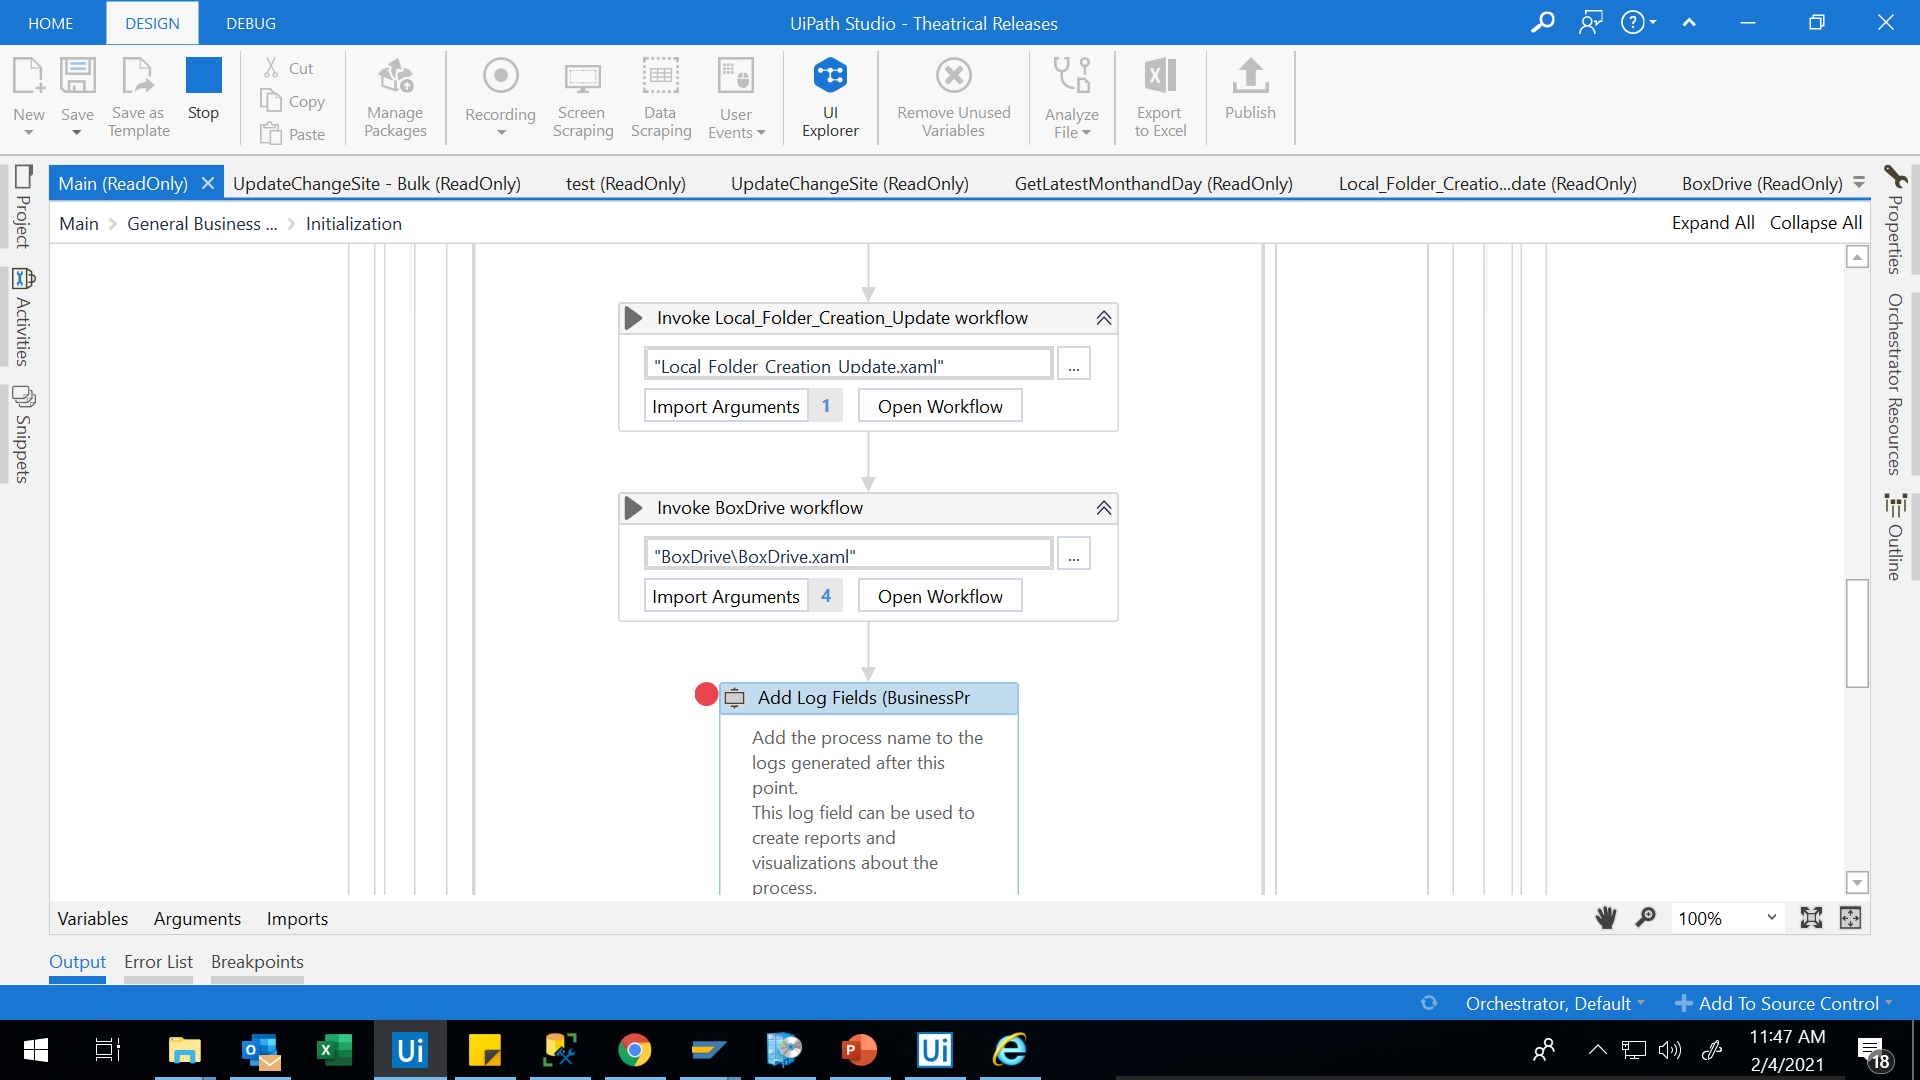 HOME DESIGN DEBUG UiPath Studio - Theatrical Releases
New Save Save as Template Stop Cut Copy Paste Manage Packages Recording Screen Scraping Data Scraping User Events UI Explorer Remove Unused Variables Analyze File Export to Excel Publish
Main (ReadOnly) UpdateChangeSite - Bulk (ReadOnly) test (ReadOnly) UpdateChangeSite (ReadOnly) GetLatestMonthandDay (ReadOnly) Local_Folder_Creatio...date (ReadOnly) BoxDrive (ReadOnly)
Main General Business ... Initialization Expand All Collapse All
Project
Activities
Snippets
Invoke Local_Folder_Creation_Update workflow
"Local_Folder_Creation_Update.xaml" ...
Import Arguments 1 Open Workflow
Invoke BoxDrive workflow
"BoxDrive\BoxDrive.xaml" ...
Import Arguments 4 Open Workflow
Add Log Fields (BusinessPr
Add the process name to the
logs generated after this
point.
This log field can be used to
create reports and
visualizations about the
process.
Properties
Orchestrator Resources
Outline
Variables Arguments Imports 100%
Output Error List Breakpoints
Orchestrator, Default Add To Source Control
11:47 AM
2/4/2021
18